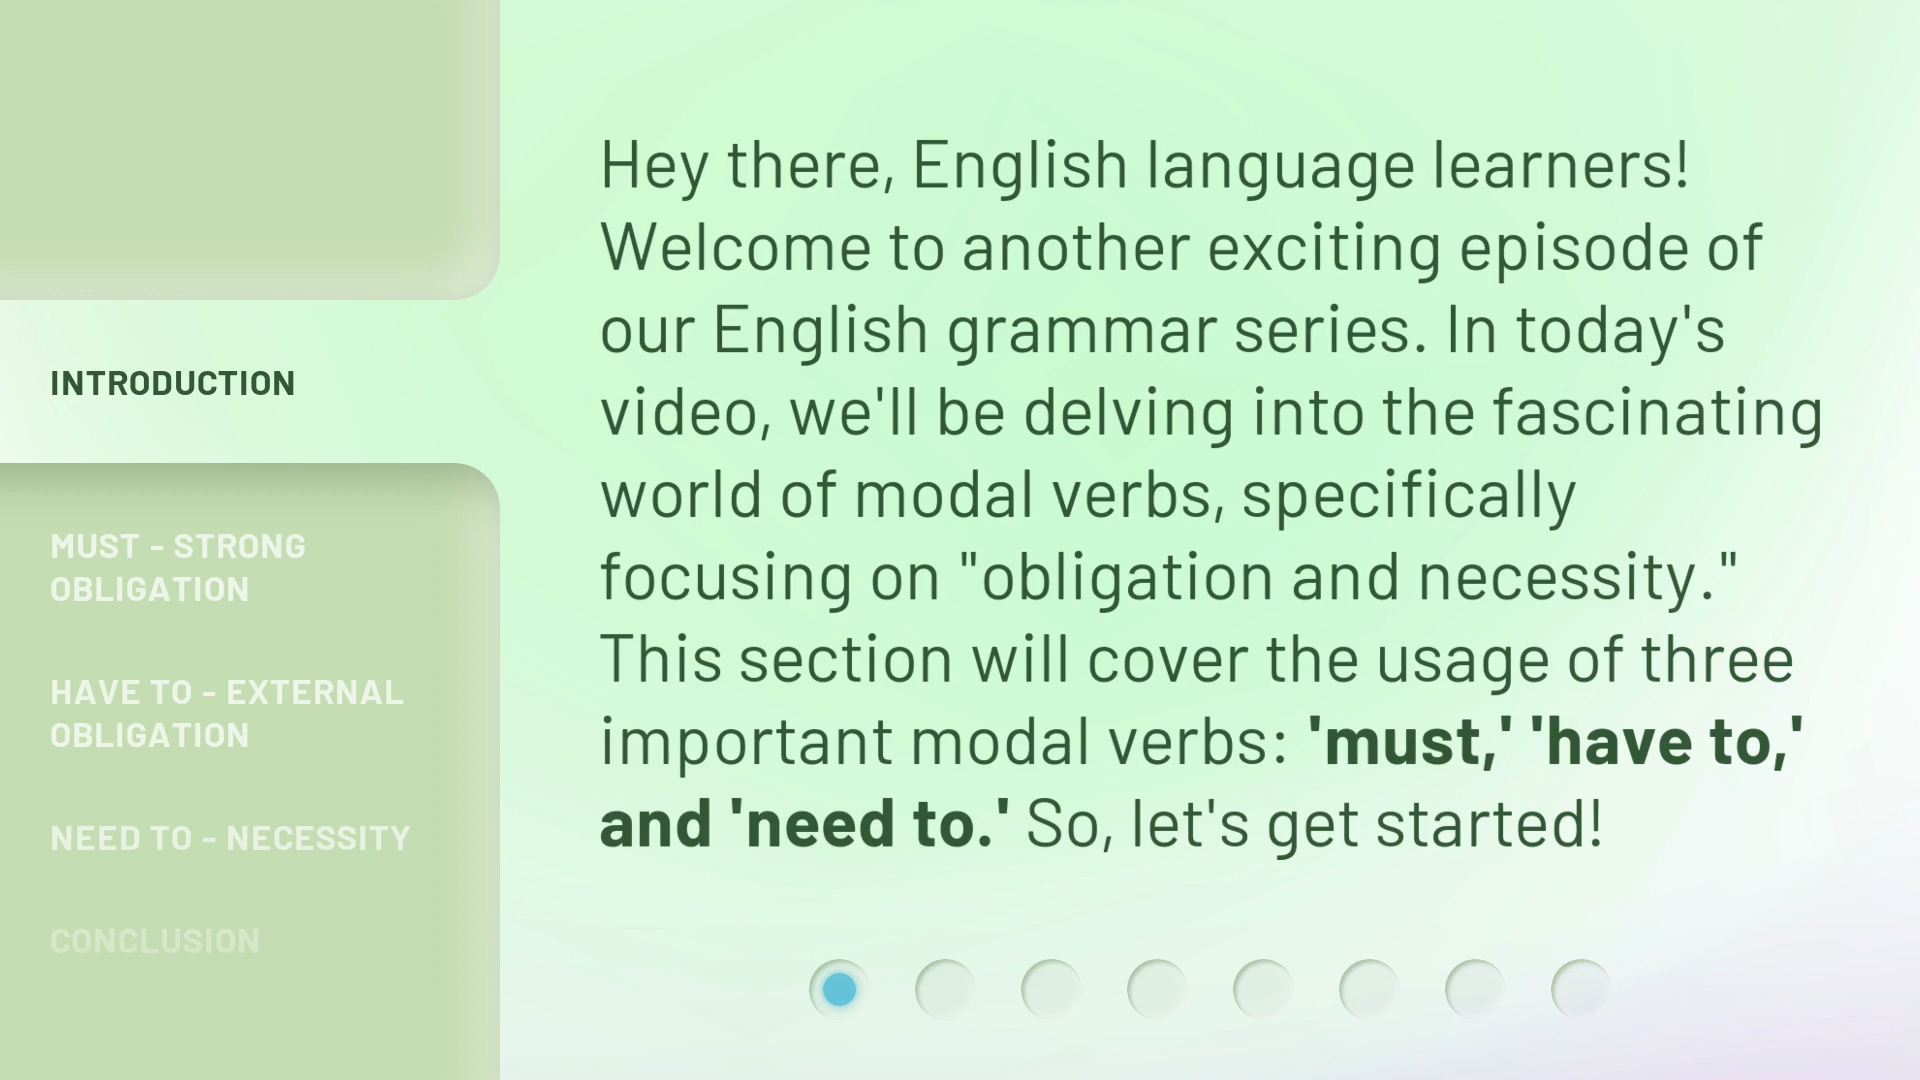 INTRODUCTION
MUST - STRONG
OBLIGATION
HAVE TO - EXTERNAL
OBLIGATION
NEED TO - NECESSITY
CONCLUSION
Hey there, English language learners!
Welcome to another exciting episode of
our English grammar series. In today's
video, we'll be delving into the fascinating
world of modal verbs, specifically
focusing on "obligation and necessity."
This section will cover the usage of three
important modal verbs: 'must,' 'have to,'
and 'need to.' So, let's get started!